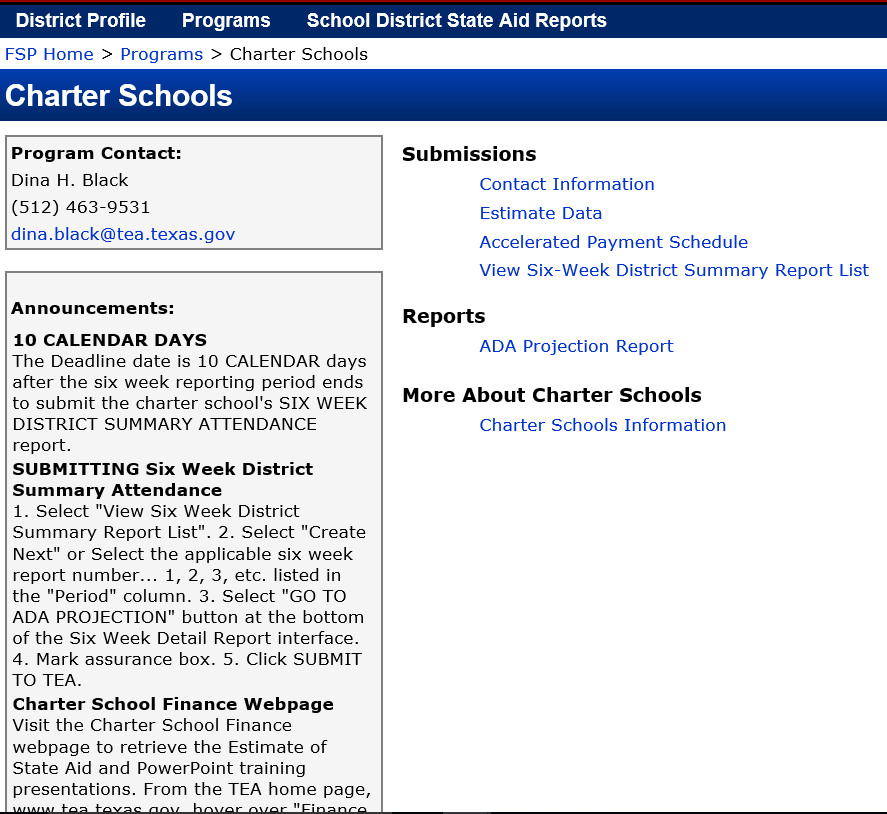 District Profile Programs School District State Aid Reports
FSP Home > Programs > Charter Schools
Charter Schools
Program Contact:
Dina H. Black
(512) 463-9531
dina.black@tea.texas.gov
Announcements:
10 CALENDAR DAYS
The Deadline date is 10 CALENDAR days
after the six week reporting period ends
to submit the charter school's SIX WEEK
DISTRICT SUMMARY ATTENDANCE
report.
SUBMITTING Six Week District
Summary Attendance
1. Select "View Six Week District
Summary Report List". 2. Select "Create
Next" or Select the applicable six week
report number... 1, 2, 3, etc. listed in
the "Period" column. 3. Select "GO TO
ADA PROJECTION" button at the bottom
of the Six Week Detail Report interface.
4. Mark assurance box. 5. Click SUBMIT
TO TEA.
Charter School Finance Webpage
Visit the Charter School Finance
webpage to retrieve the Estimate of
State Aid and PowerPoint training
presentations. From the TEA home page,
www.tea.texas.gov, hover over "Finance
Submissions
Contact Information
Estimate Data
Accelerated Payment Schedule
View Six-Week District Summary Report List
Reports
ADA Projection Report
More About Charter Schools
Charter Schools Information